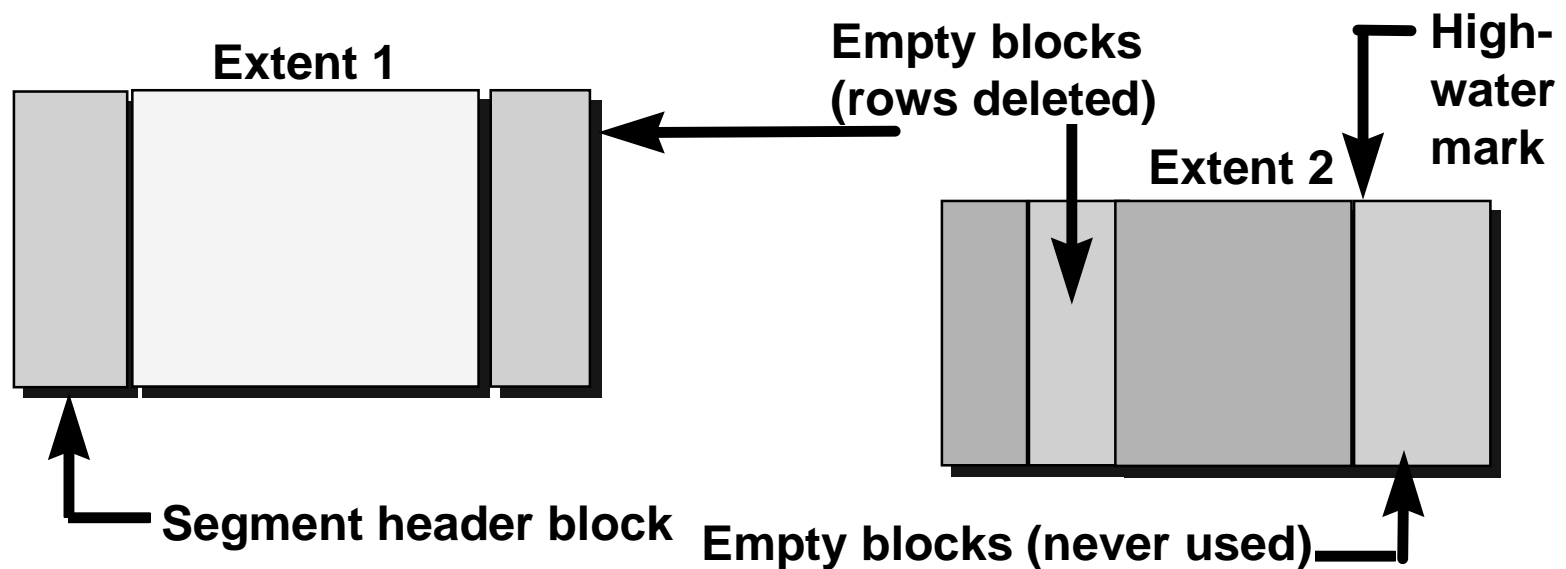 Extent 1
Empty blocks
(rows deleted)
High-
water
mark
Extent 2
Segment header block
Empty blocks (never used)